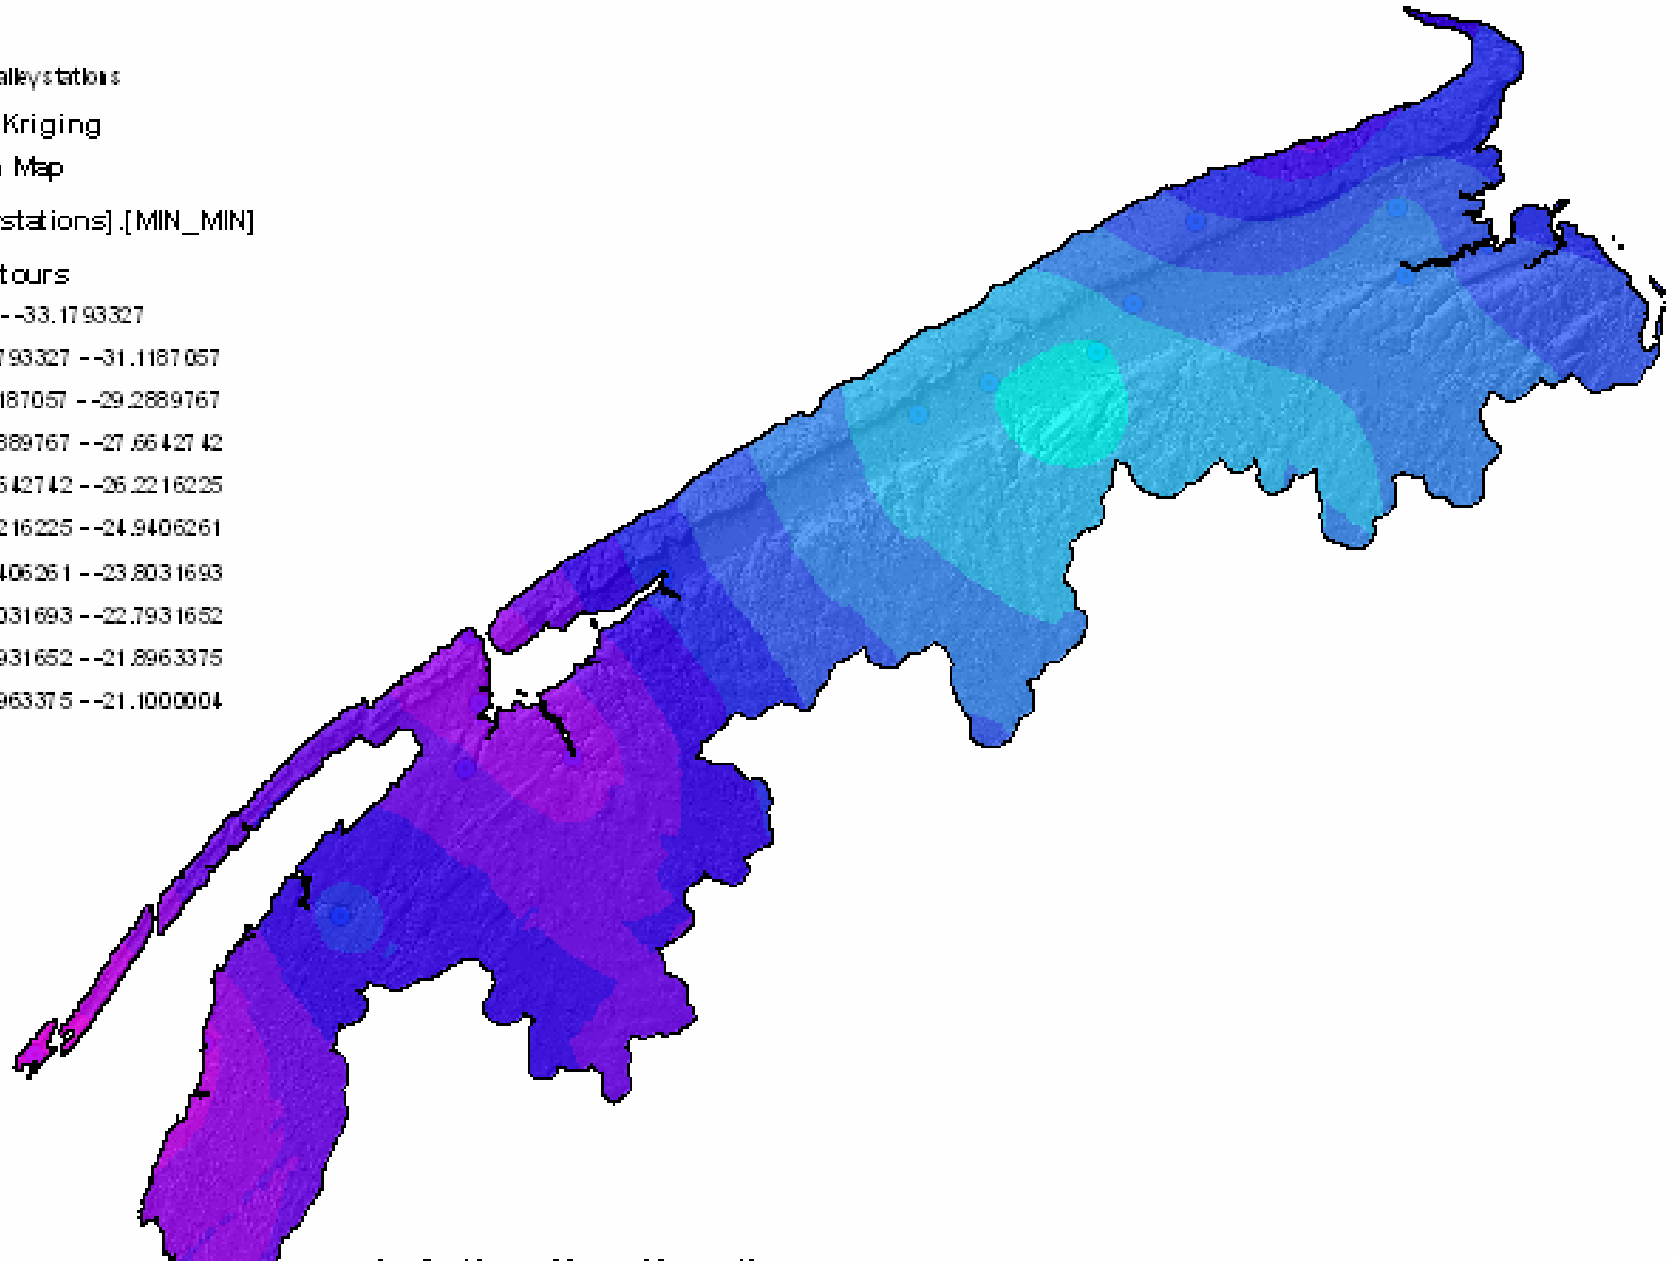 alleystations
Kriging
Map
stations].[MIN_MIN]
tours
--33.1793327
793327 --31.1187057
187057 --29.2889767
389767 --27.6642742
642742 --26.2216225
216225 --24.9406261
406261 --23.8031693
031693 --22.7931652
931652 --21.8963375
963375 --21.1000004